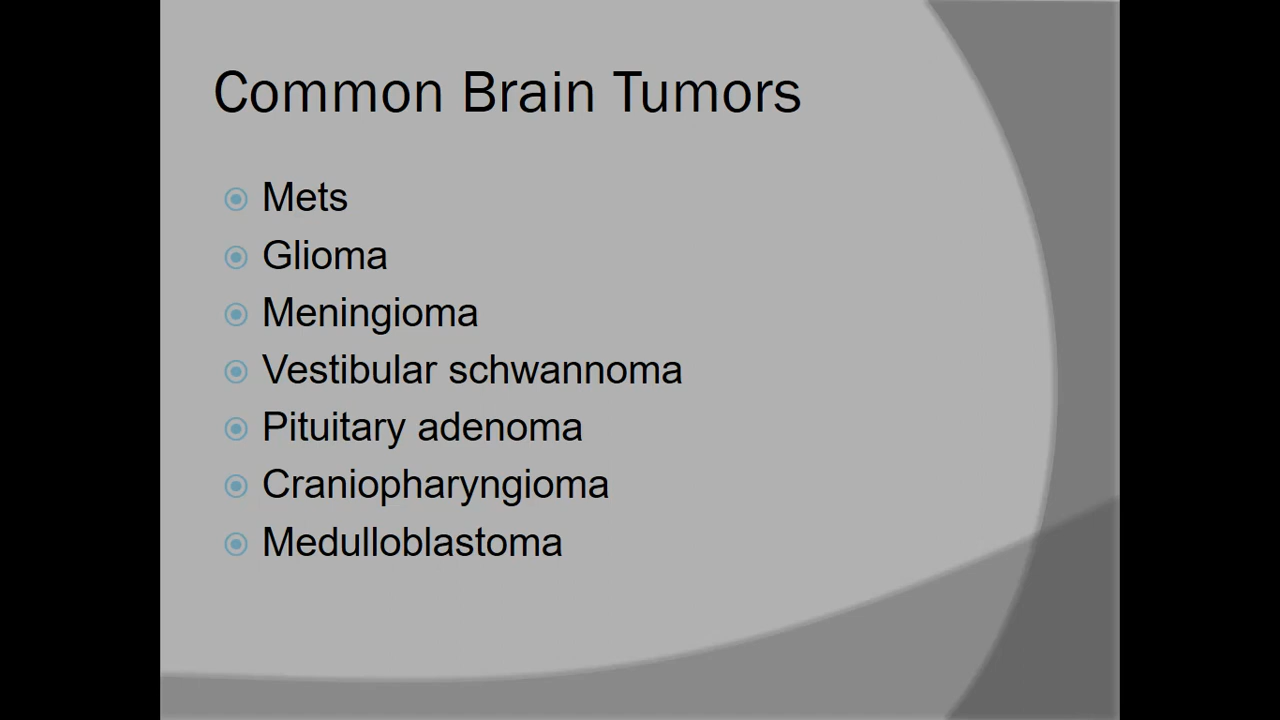 Common Brain Tumors
Mets
Glioma
Meningioma
Vestibular schwannoma
Pituitary adenoma
Craniopharyngioma
Medulloblastoma